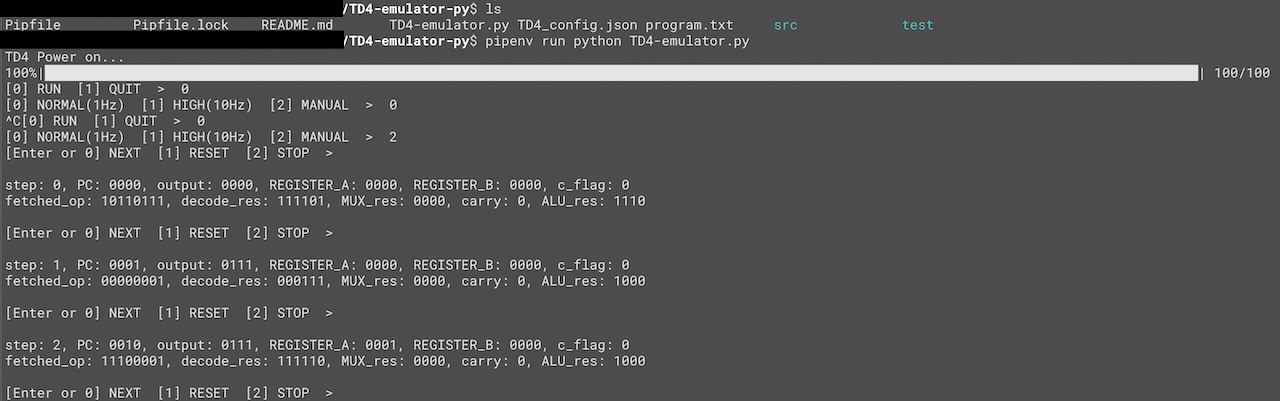 /TD4-emulator-py$ ls
Pipfile Pipfile.lock README.md TD4-emulator.py TD4_config.json program.txt src test
/TD4-emulator-py$ pipenv run python TD4-emulator.py
TD4 Power on...
100%| | 100/100
[0] RUN [1] QUIT > 0
[0] NORMAL(1Hz) [1] HIGH(10Hz) [2] MANUAL > 0
^C[0] RUN [1] QUIT > 0
[0] NORMAL(1Hz) [1] HIGH(10Hz) [2] MANUAL > 2
[Enter or 0] NEXT [1] RESET [2] STOP >
step: 0, PC: 0000, output: 0000, REGISTER_A: 0000, REGISTER_B: 0000, c_flag: 0
fetched_op: 10110111, decode_res: 111101, MUX_res: 0000, carry: 0, ALU_res: 1110
[Enter or 0] NEXT [1] RESET [2] STOP >
step: 1, PC: 0001, output: 0111, REGISTER_A: 0000, REGISTER_B: 0000, c_flag: 0
fetched_op: 00000001, decode_res: 000111, MUX_res: 0000, carry: 0, ALU_res: 1000
[Enter or 0] NEXT [1] RESET [2] STOP >
step: 2, PC: 0010, output: 0111, REGISTER_A: 0001, REGISTER_B: 0000, c_flag: 0
fetched_op: 11100001, decode_res: 111110, MUX_res: 0000, carry: 0, ALU_res: 1000
[Enter or 0] NEXT [1] RESET [2] STOP >